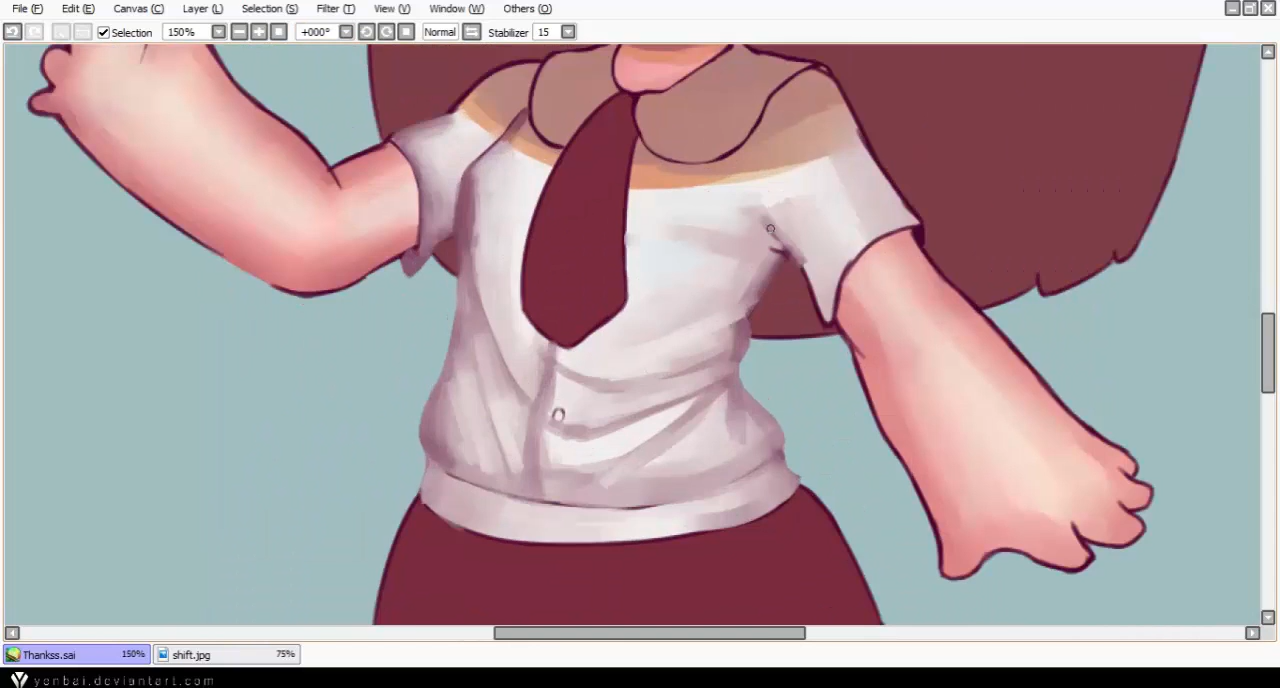 File (F) Edit (E) Canvas (C) Layer (L) Selection (S) Filter (T) View (V) Window (W) Others (O)
Selection 150% +000° Normal Stabilizer 15
Thankss.sai 150% shift.jpg 75%
yenbai.deviantart.com